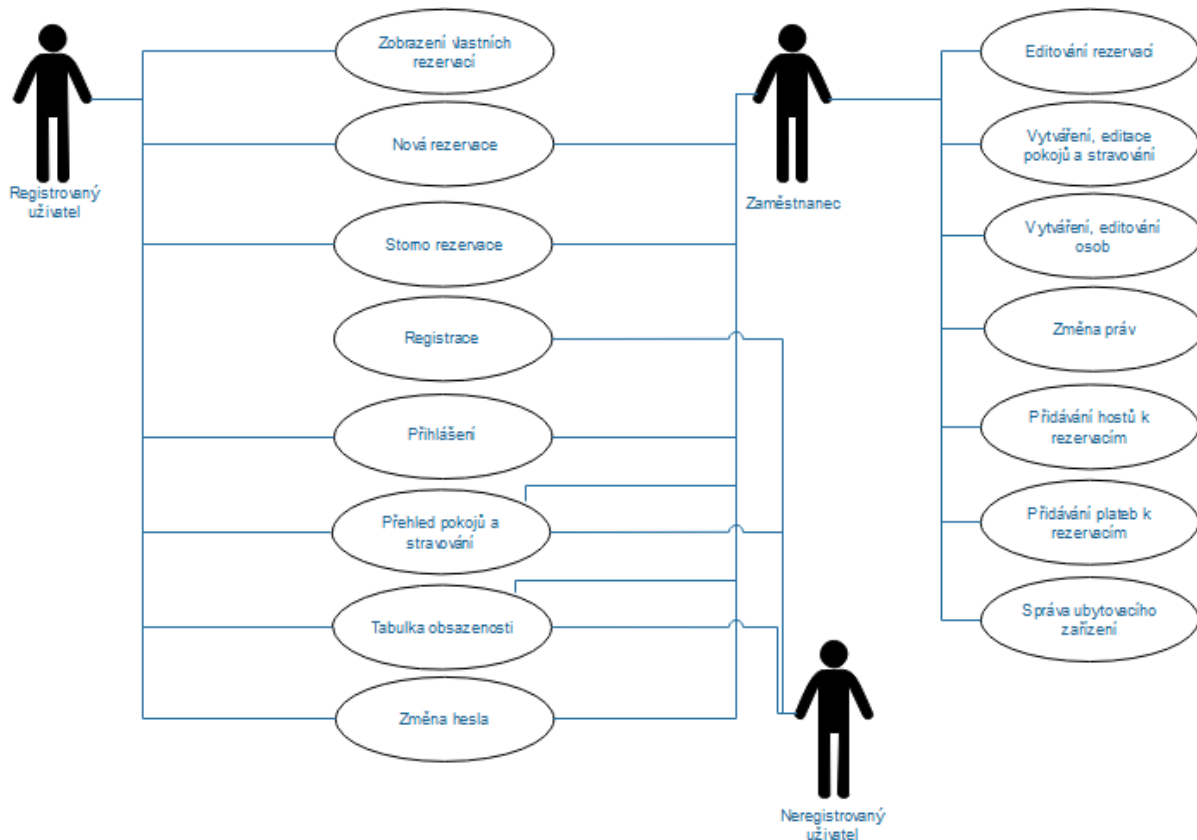 Zobrazení vlastních
rezervací
Nová rezervace
Storno rezervace
Registrace
Přihlášení
Přehled pokojů a
stravování
Tabulka obsazenosti
Změna hesla
Registrovaný
uživatel
Zaměstnanec
Neregistrovaný
uživatel
Editování rezervací
Vytváření, editace
pokojů a stravování
Vytváření, editování
osob
Změna práv
Přidávání hostů k
rezervacím
Přidávání plateb k
rezervacím
Správa ubytovacího
zařízení